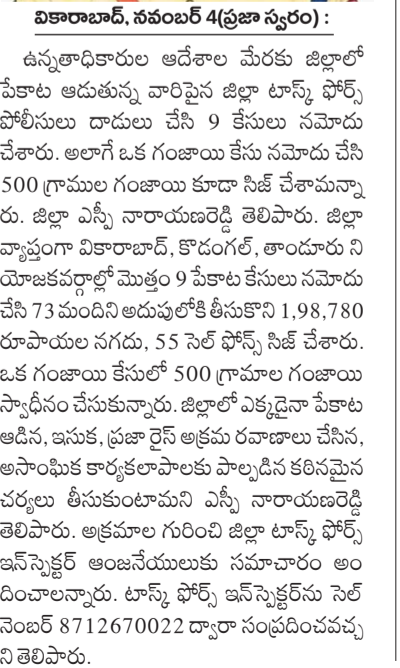 వికారాబాద్, నవంబర్ 4(ప్రజా స్వరం) :
ఉన్నతాధికారుల ఆదేశాల మేరకు జిల్లాలో
పేకాట ఆడుతున్న వారిపైన జిల్లా టాస్క్ ఫోర్స్
పోలీసులు దాడులు చేసి 9 కేసులు నమోదు
చేశారు. అలాగే ఒక గంజాయి కేసు నమోదు చేసి
500 గ్రాముల గంజాయి కూడా సిజ్ చేశామన్నా
రు. జిల్లా ఎస్పీ నారాయణరెడ్డి తెలిపారు. జిల్లా
వ్యాప్తంగా వికారాబాద్, కొడంగల్, తాండూరు ని
యోజకవర్గాల్లో మొత్తం 9 పేకాట కేసులు నమోదు
చేసి 73 మందిని అదుపులోకి తీసుకొని 1,98,780
రూపాయల నగదు, 55 సెల్ ఫోన్స్ సిజ్ చేశారు.
ఒక గంజాయి కేసులో 500 గ్రామాల గంజాయి
స్వాధీనం చేసుకున్నారు. జిల్లాలో ఎక్కడైనా పేకాట
ఆడిన, ఇసుక, ప్రజా రైస్ అక్రమ రవాణాలు చేసిన,
అసాంఘిక కార్యకలాపాలకు పాల్పడిన కఠినమైన
చర్యలు తీసుకుంటామని ఎస్పీ నారాయణరెడ్డి
తెలిపారు. అక్రమాల గురించి జిల్లా టాస్క్ ఫోర్స్
ఇన్‌స్పెక్టర్ ఆంజనేయులుకు సమాచారం అం
దించాలన్నారు. టాస్క్ ఫోర్స్ ఇన్‌స్పెక్టర్‌ను సెల్
నెంబర్ 8712670022 ద్వారా సంప్రదించవచ్చ
ని తెలిపారు.